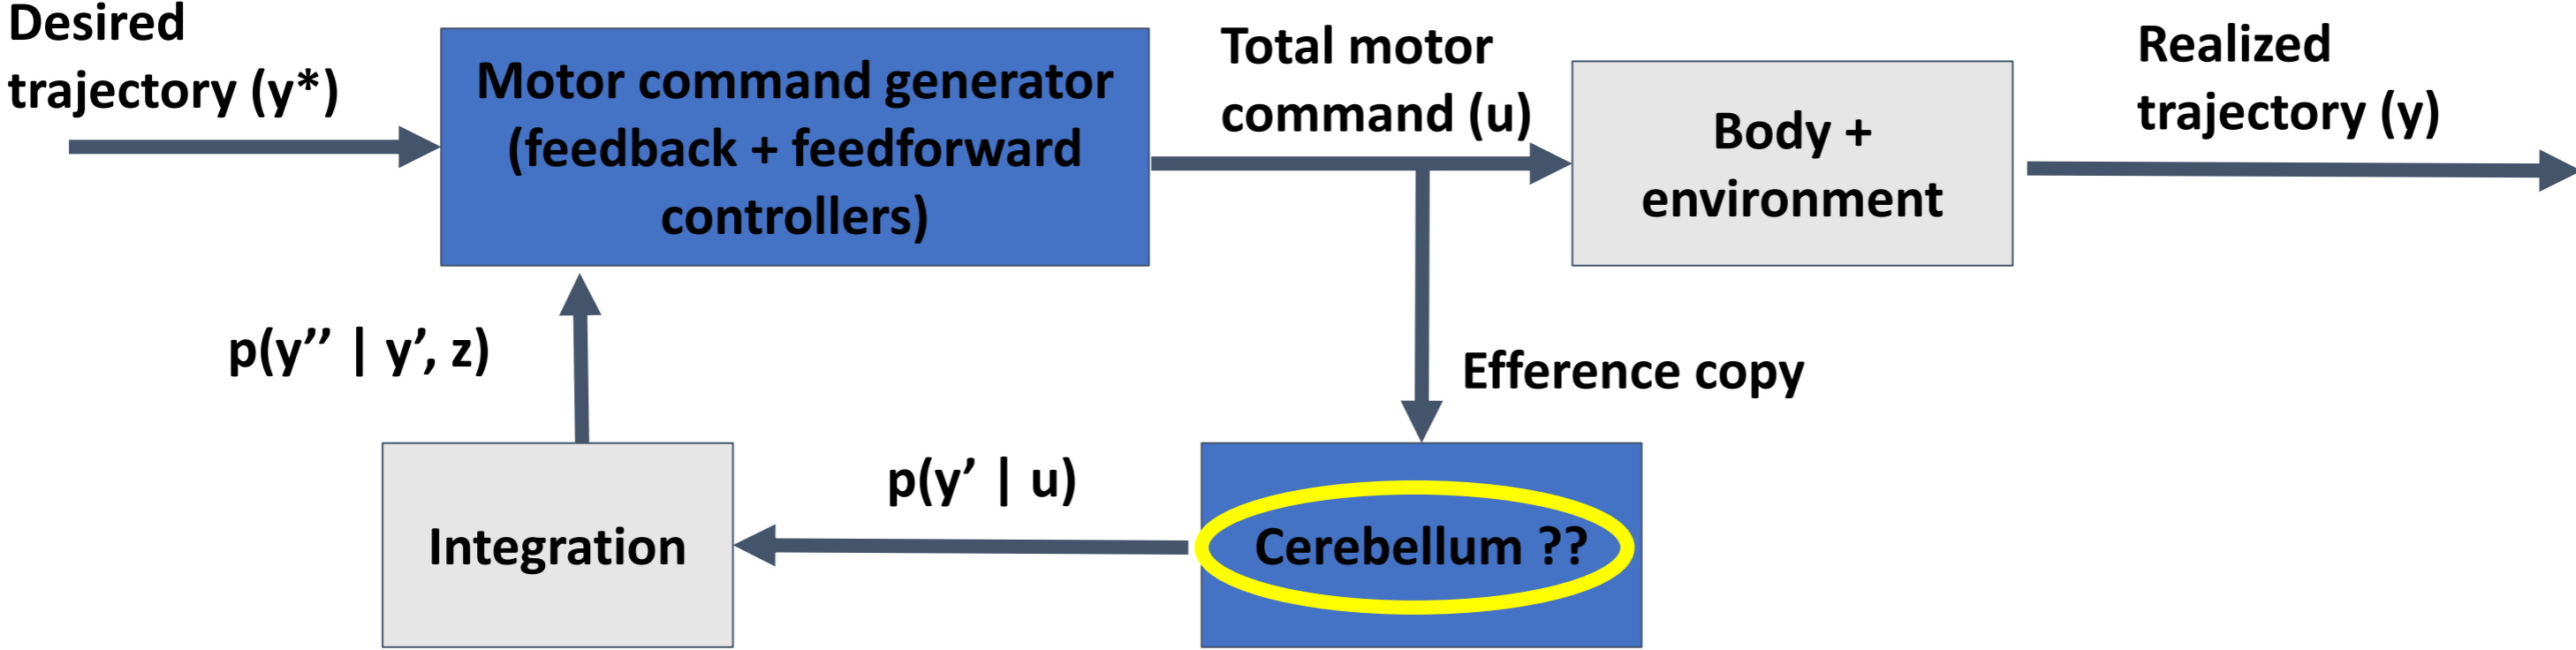 Desired
trajectory (y*)
Motor command generator
(feedback + feedforward
controllers)
Total motor
command (u)
Body +
environment
Realized
trajectory (y)
p(y’’ | y’, z)
Efference copy
Integration
p(y’ | u)
Cerebellum ??